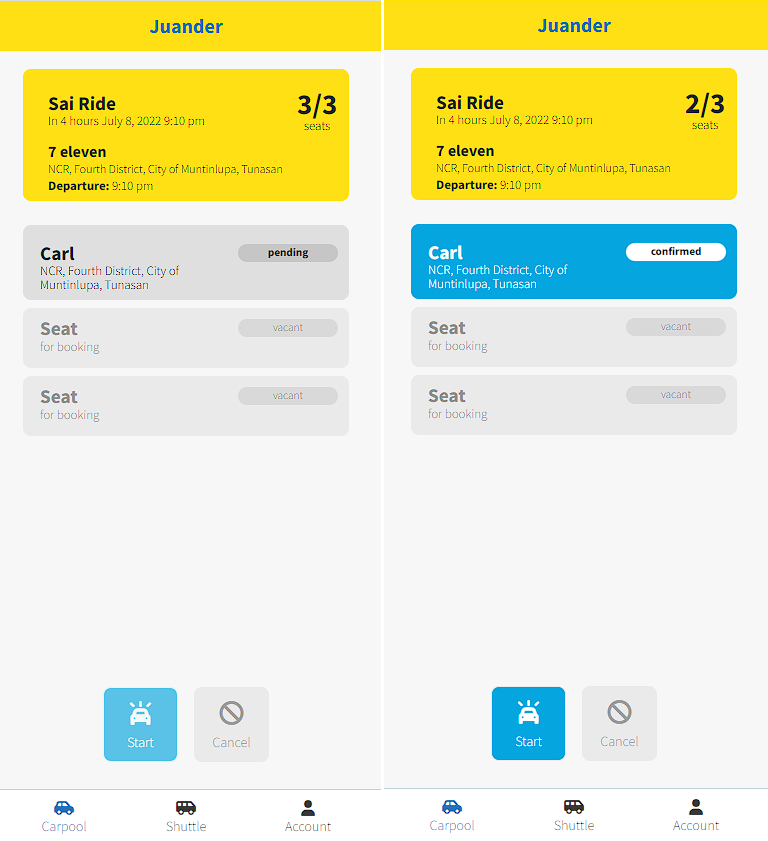 Juander
Sai Ride
3/3
In 4 hours July 8, 2022 9:10 pm
seats
7 eleven
NCR, Fourth District, City of Muntinlupa, Tunasan
Departure: 9:10 pm
Carl
pending
NCR, Fourth District, City of
Muntinlupa, Tunasan
Seat
vacant
for booking
Seat
vacant
for booking
Start
Cancel
Carpool
Shuttle
Account
Juander
Sai Ride
2/3
In 4 hours July 8, 2022 9:10 pm
seats
7 eleven
NCR, Fourth District, City of Muntinlupa, Tunasan
Departure: 9:10 pm
Carl
confirmed
NCR, Fourth District, City of
Muntinlupa, Tunasan
Seat
vacant
for booking
Seat
vacant
for booking
Start
Cancel
Carpool
Shuttle
Account